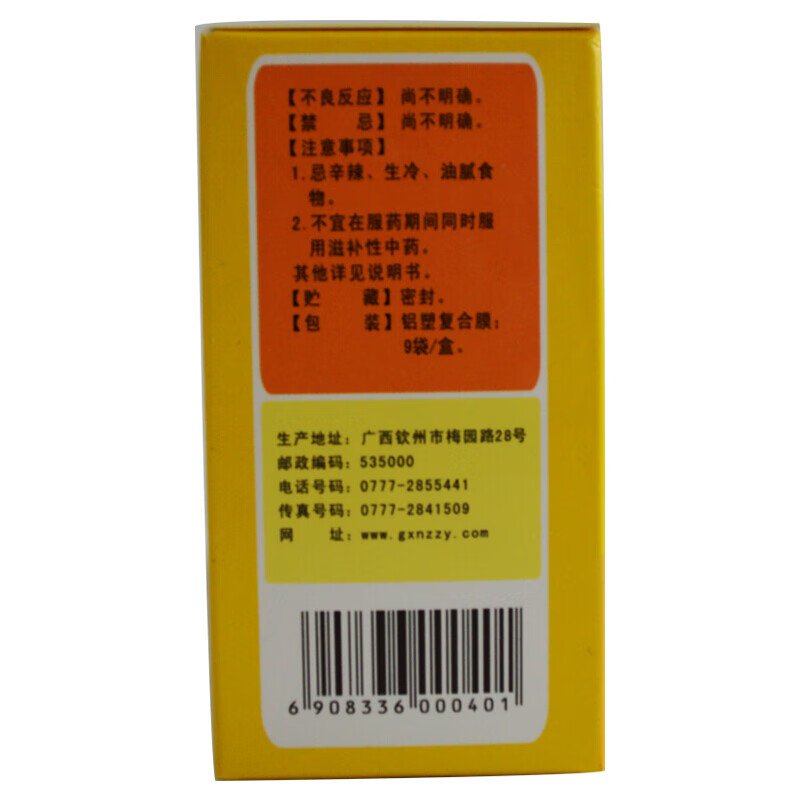 【不良反应】尚不明确。
【禁　　忌】尚不明确。
【注意事项】
1.忌辛辣、生冷、油腻食
物。
2.不宜在服药期间同时服
用滋补性中药。
其他详见说明书。
【贮　　藏】密封。
【包　　装】铝塑复合膜；
9袋/盒。
生产地址：广西钦州市梅园路28号
邮政编码：535000
电话号码：0777-2855441
传真号码：0777-2841509
网　　址：www.gxnzzy.com
6 908336 000401